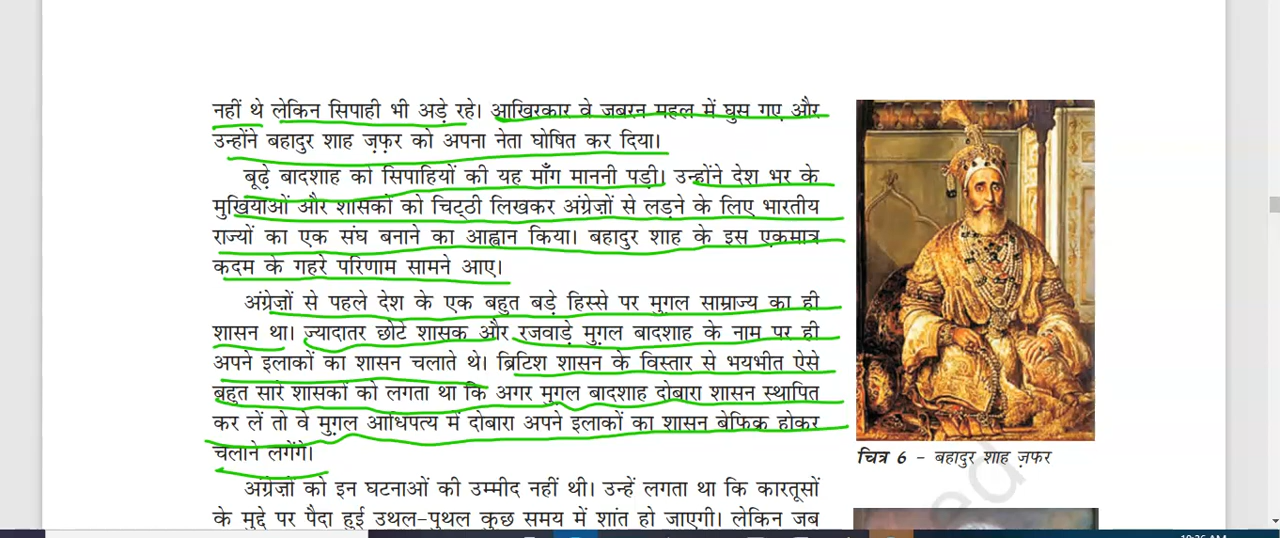 नहीं थे लेकिन सिपाही भी अड़े रहे। आखिरकार वे जबरन महल में घुस गए और
उन्होंने बहादुर शाह ज़फ़र को अपना नेता घोषित कर दिया।
बूढ़े बादशाह को सिपाहियों की यह माँग माननी पड़ी। उन्होंने देश भर के
मुखियाओं और शासकों को चिट्ठी लिखकर अंग्रेज़ों से लड़ने के लिए भारतीय
राज्यों का एक संघ बनाने का आह्वान किया। बहादुर शाह के इस एकमात्र
कदम के गहरे परिणाम सामने आए।
अंग्रेज़ों से पहले देश के एक बहुत बड़े हिस्से पर मुग़ल साम्राज्य का ही
शासन था। ज़्यादातर छोटे शासक और रजवाड़े मुग़ल बादशाह के नाम पर ही
अपने इलाकों का शासन चलाते थे। ब्रिटिश शासन के विस्तार से भयभीत ऐसे
बहुत सारे शासकों को लगता था कि अगर मुग़ल बादशाह दोबारा शासन स्थापित
कर लें तो वे मुग़ल आधिपत्य में दोबारा अपने इलाकों का शासन बेफ़िक्र होकर
चलाने लगेंगे।
अंग्रेज़ों को इन घटनाओं की उम्मीद नहीं थी। उन्हें लगता था कि कारतूसों
के मुद्दे पर पैदा हुई उथल-पुथल कुछ समय में शांत हो जाएगी। लेकिन जब
चित्र 6 – बहादुर शाह ज़फ़र
ed
10:26 AM